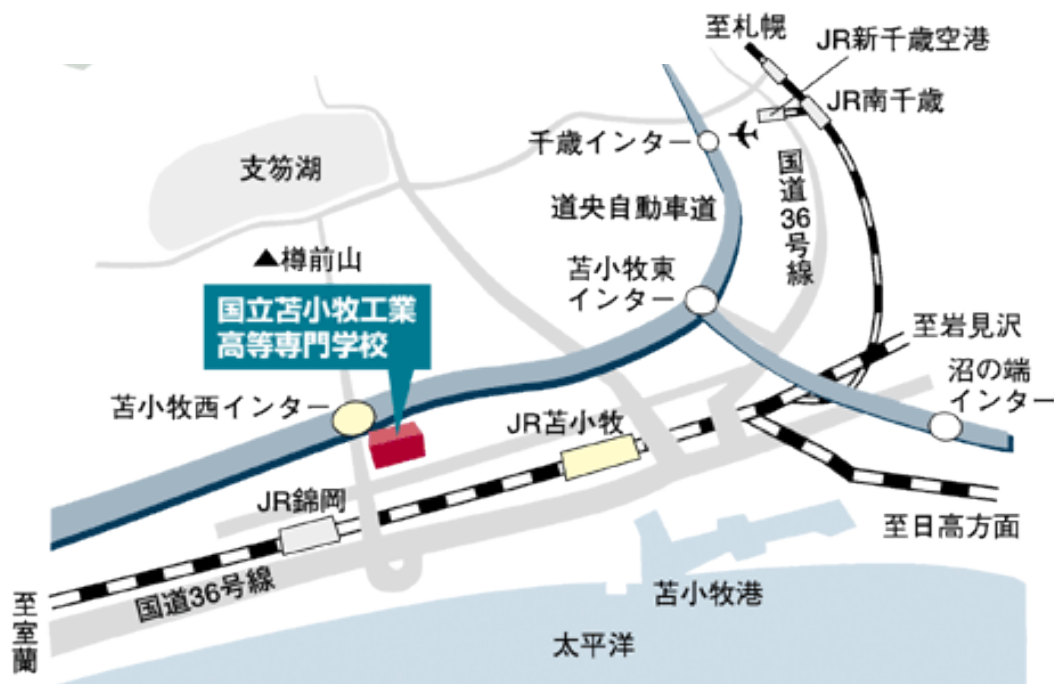 至札幌
JR新千歳空港
JR南千歳
千歳インター
国道36号線
支笏湖
道央自動車道
▲樽前山
苫小牧東
インター
国立苫小牧工業
高等専門学校
至岩見沢
沼の端
インター
苫小牧西インター
JR苫小牧
JR錦岡
至日高方面
国道36号線
苫小牧港
至室蘭
太平洋